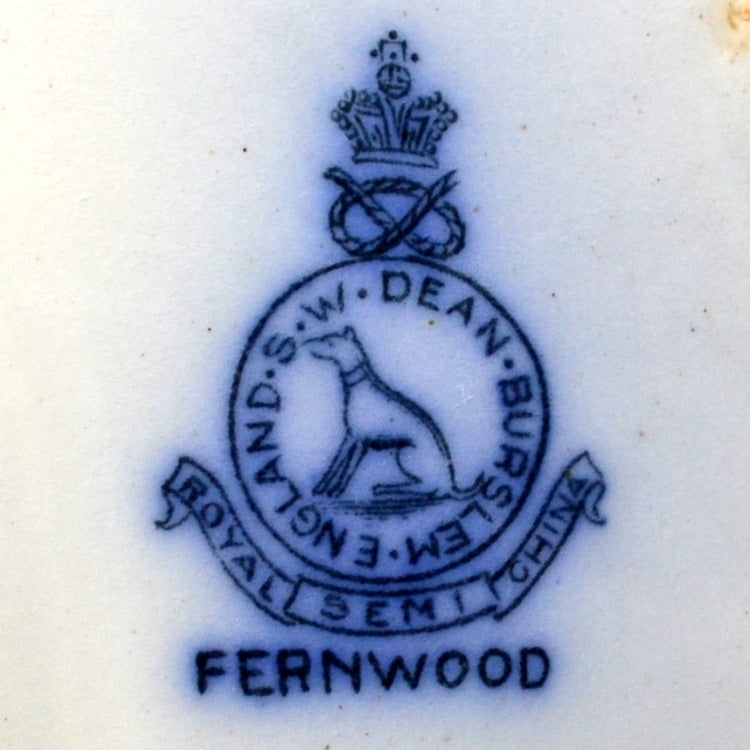 S. W. DEAN. BURSLEM. ENGLAND.
ROYAL SEMI CHINA
FERNWOOD